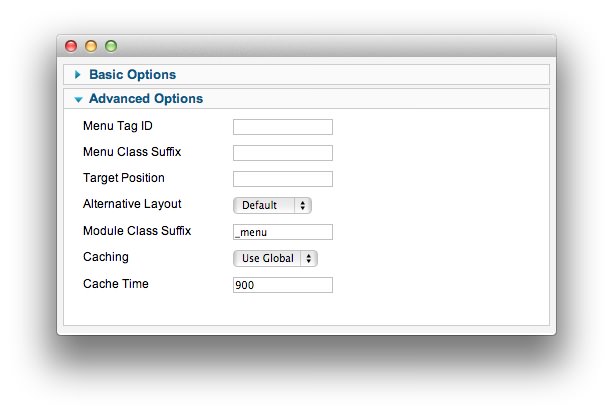 Basic Options
Advanced Options
Menu Tag ID
Menu Class Suffix
Target Position
Alternative Layout Default
Module Class Suffix _menu
Caching Use Global
Cache Time 900